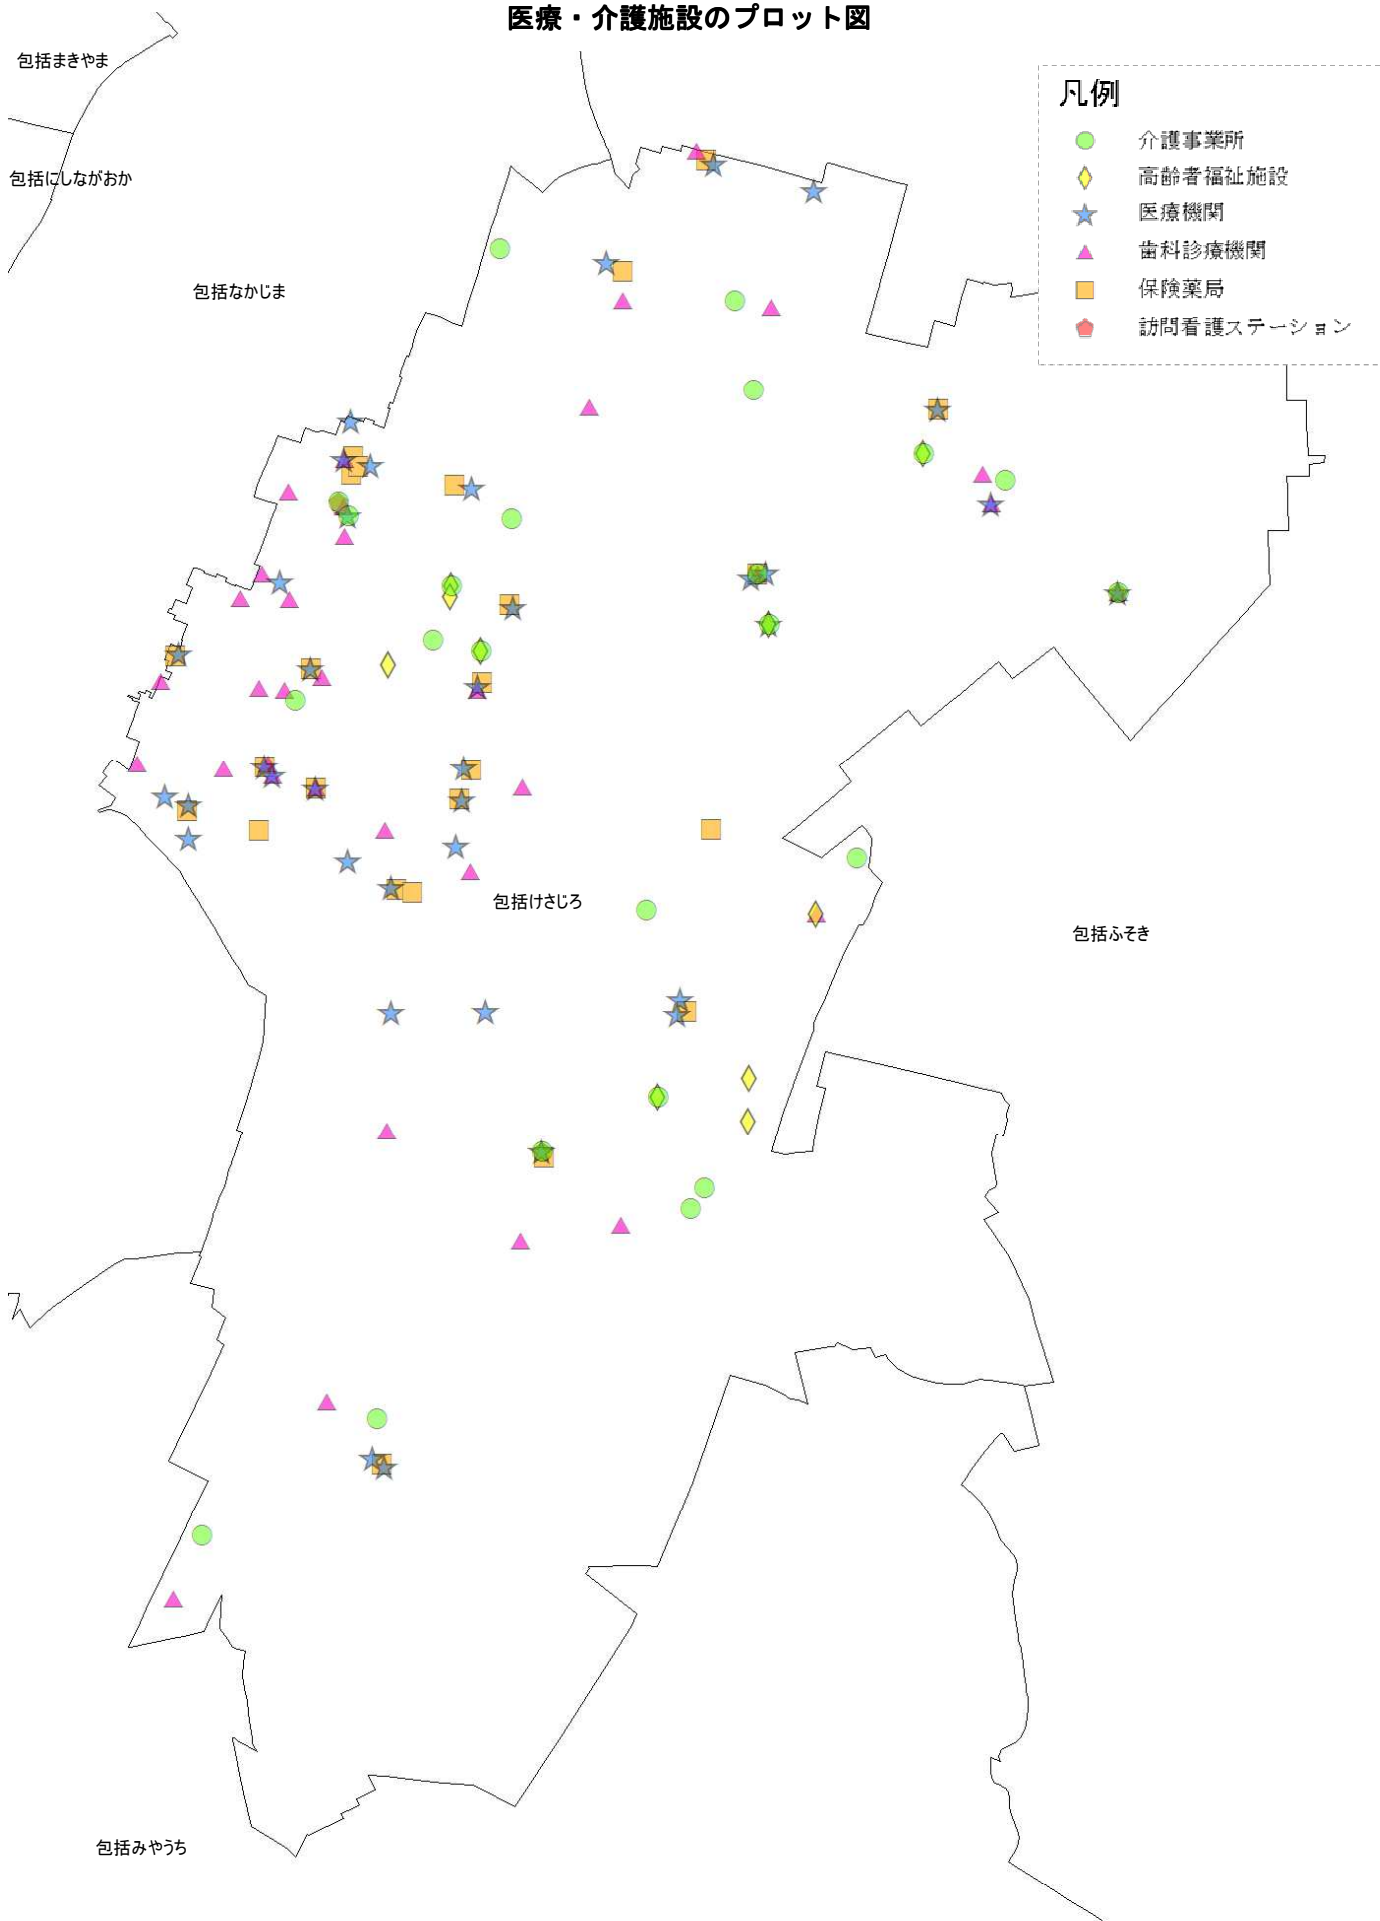 医療・介護施設のプロット図
包括まきやま
凡例
介護事業所
包括にしながおか
高齢者福祉施設
医療機関
歯科診療機関
包括なかじま
保険薬局
訪問看護ステーション
包括けさじろ
包括ふそき
包括みやうち